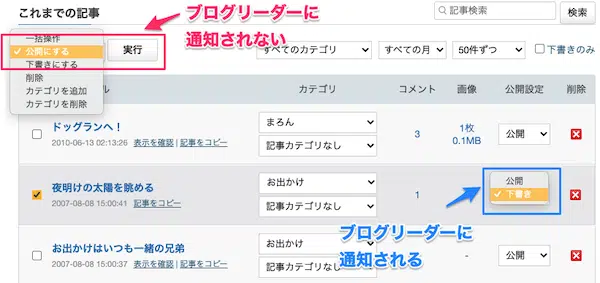 これまでの記事
ブログリーダーに
通知されない
記事検索
検索
一括操作
✓ 公開にする
下書きにする
削除
カテゴリを追加
カテゴリを削除
実行
すべてのカテゴリ
すべての月
50件ずつ
下書きのみ
ル
カテゴリ
コメント
画像
公開設定
削除
ドッグランへ！
2010-06-13 02:13:26 表示を確認 | 記事をコピー
まろん
記事カテゴリなし
3
1枚
0.1MB
公開
夜明けの太陽を眺める
2007-08-08 15:00:41 記事をコピー
お出かけ
記事カテゴリなし
1
公開
✓ 下書き
ブログリーダーに
通知される
お出かけはいつも一緒の兄弟
2007-08-08 15:00:37 表示を確認 | 記事をコピー
お出かけ
記事カテゴリなし
-
公開